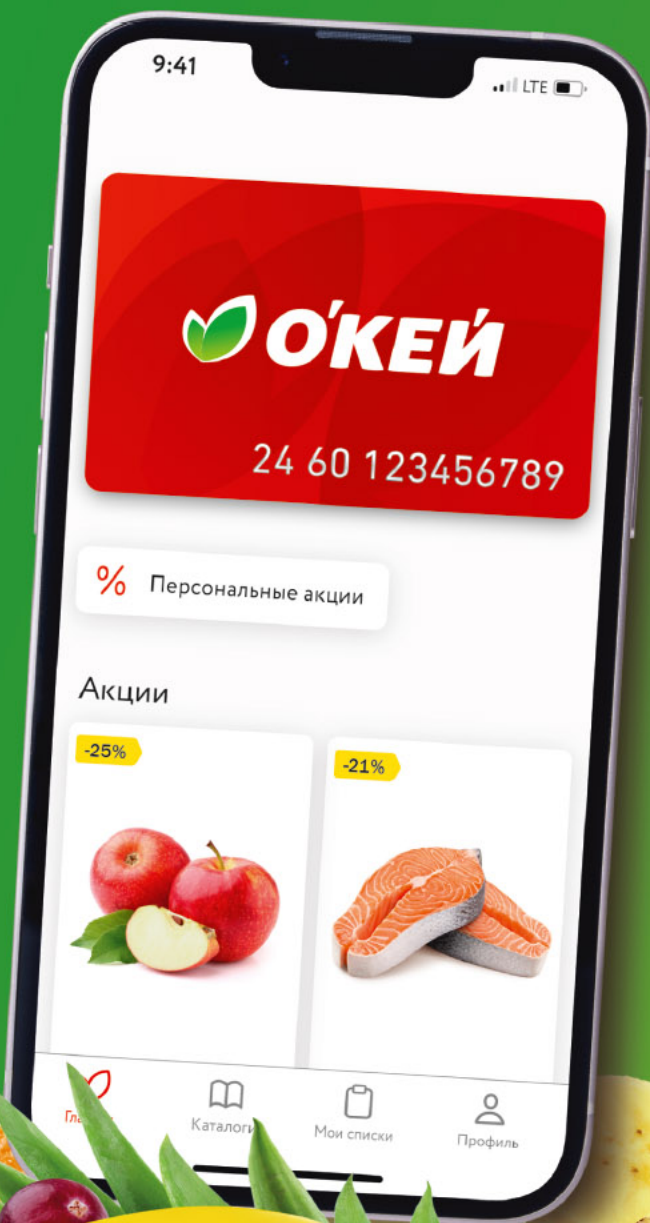 9:41
LTE
О'КЕЙ
24 60 123456789
% Персональные акции
Акции
-25%
-21%
Каталоги
Мои списки
Профиль